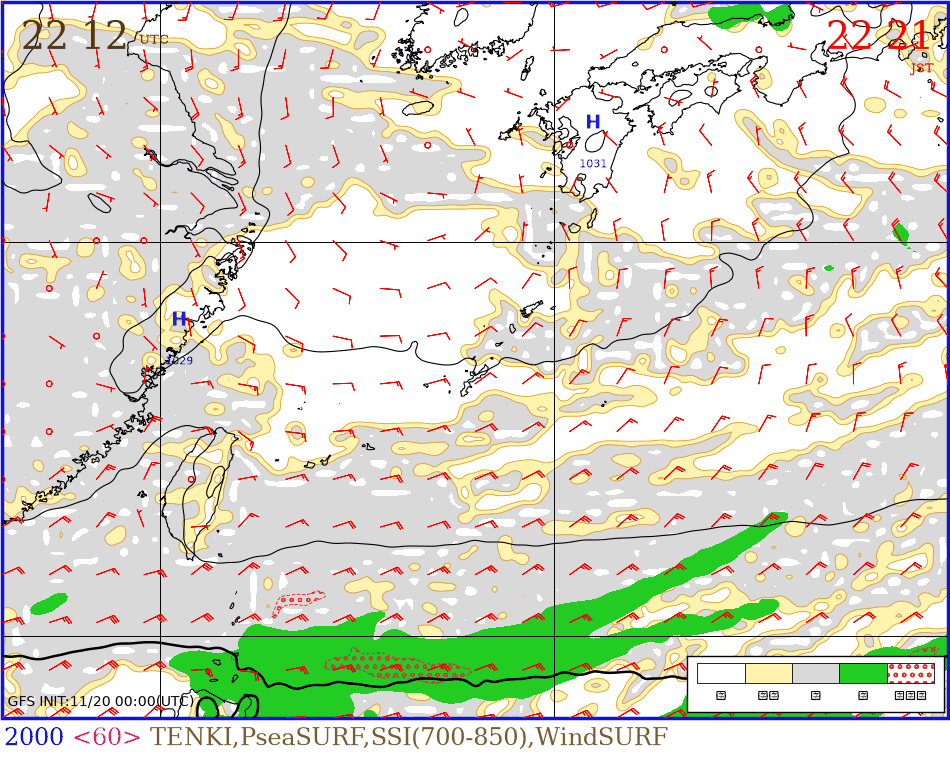 22 12 UTC
22 21 JST
H
1031
H
1029
GFS INIT:11/20 00:00(UTC)
2000 <60> TENKI,PseaSURF,SSI(700-850),WindSURF